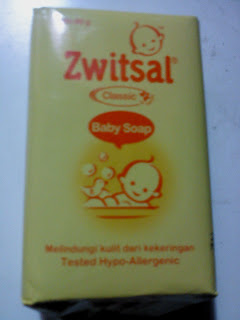 Zwitsal®
Classic
Baby Soap
Melindungi kulit dari kekeringan
Tested Hypo-Allergenic